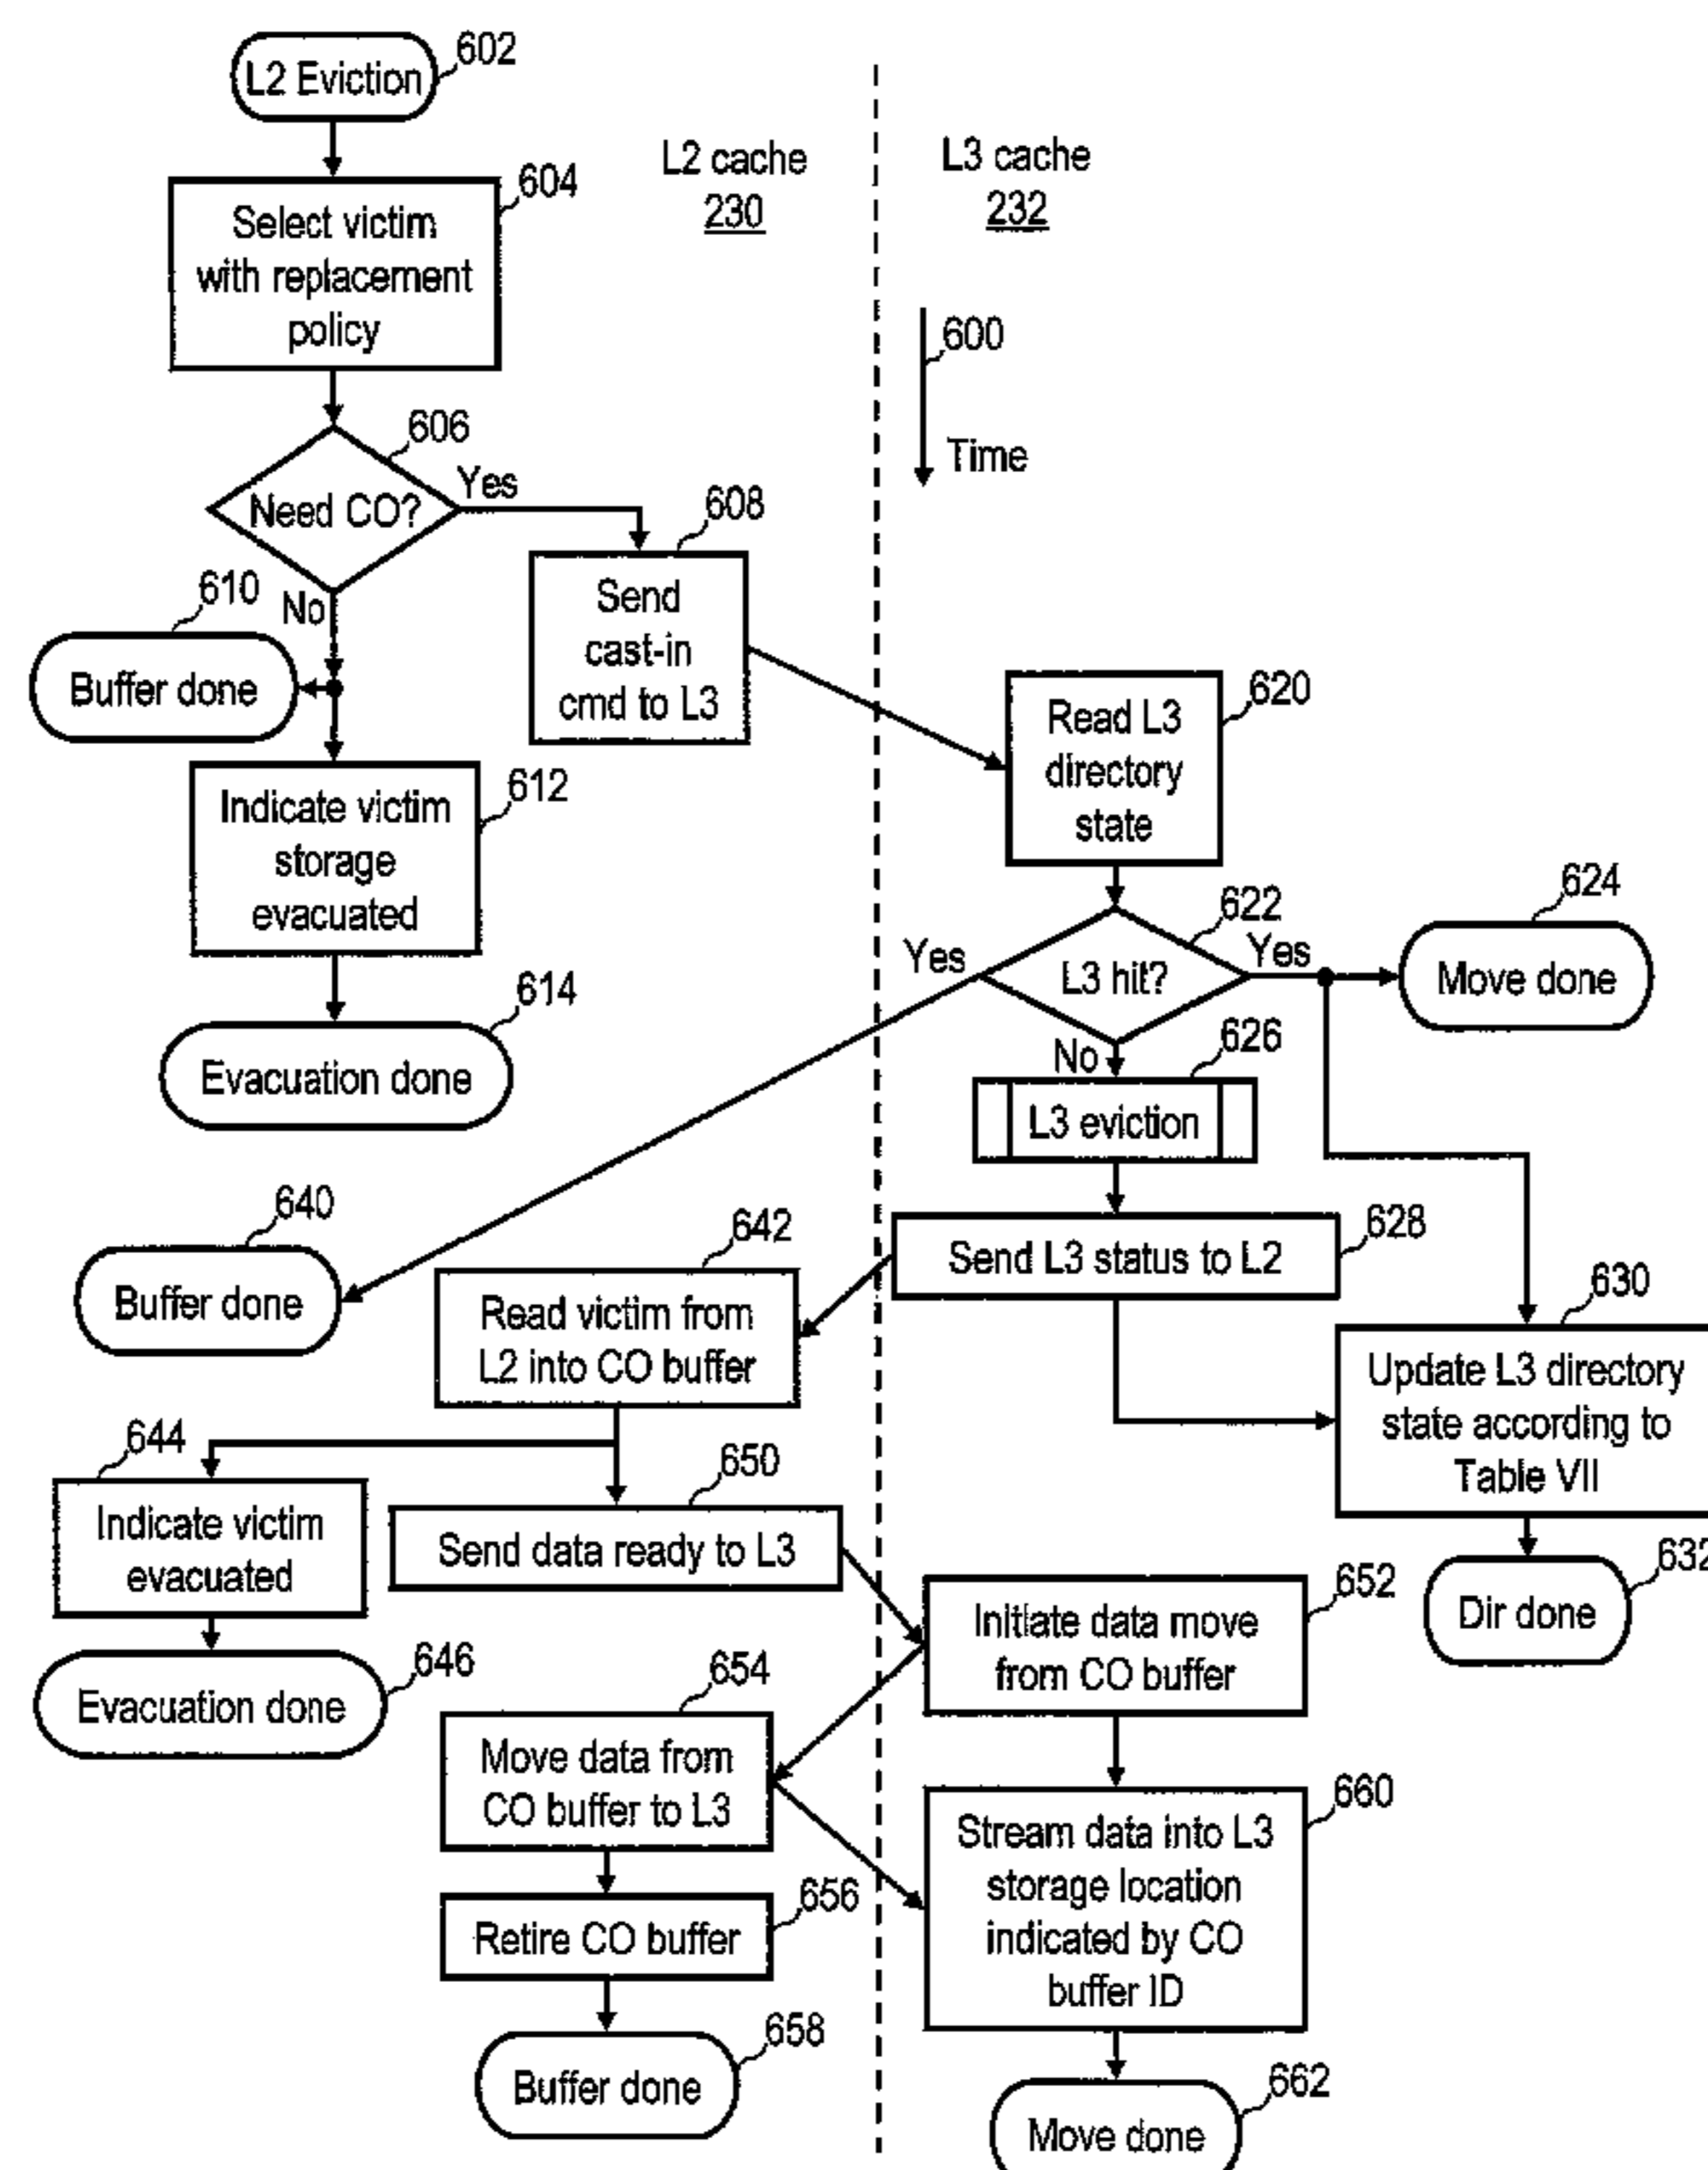 L2 Eviction
602
L2 cache
230
L3 cache
232
604
Select victim
with replacement
policy
600
Time
606
Need CO?
Yes
608
Send
cast-in
cmd to L3
610
No
Buffer done
612
Indicate victim
storage
evacuated
614
Evacuation done
620
Read L3
directory
state
622
Yes
L3 hit?
Yes
624
Move done
No
626
L3 eviction
628
Send L3 status to L2
630
Update L3 directory
state according to
Table VII
632
Dir done
640
Buffer done
642
Read victim from
L2 into CO buffer
644
Indicate victim
evacuated
646
Evacuation done
650
Send data ready to L3
652
Initiate data move
from CO buffer
654
Move data from
CO buffer to L3
656
Retire CO buffer
658
Buffer done
660
Stream data into L3
storage location
indicated by CO
buffer ID
662
Move done